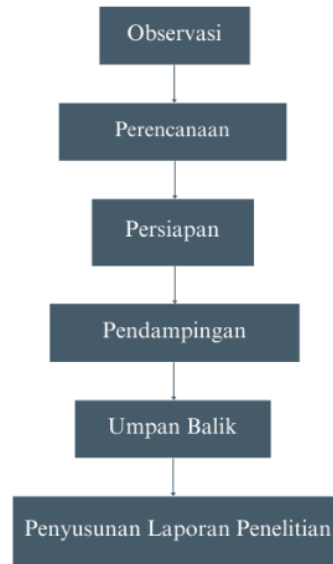 Observasi
Perencanaan
Persiapan
Pendampingan
Umpan Balik
Penyusunan Laporan Penelitian